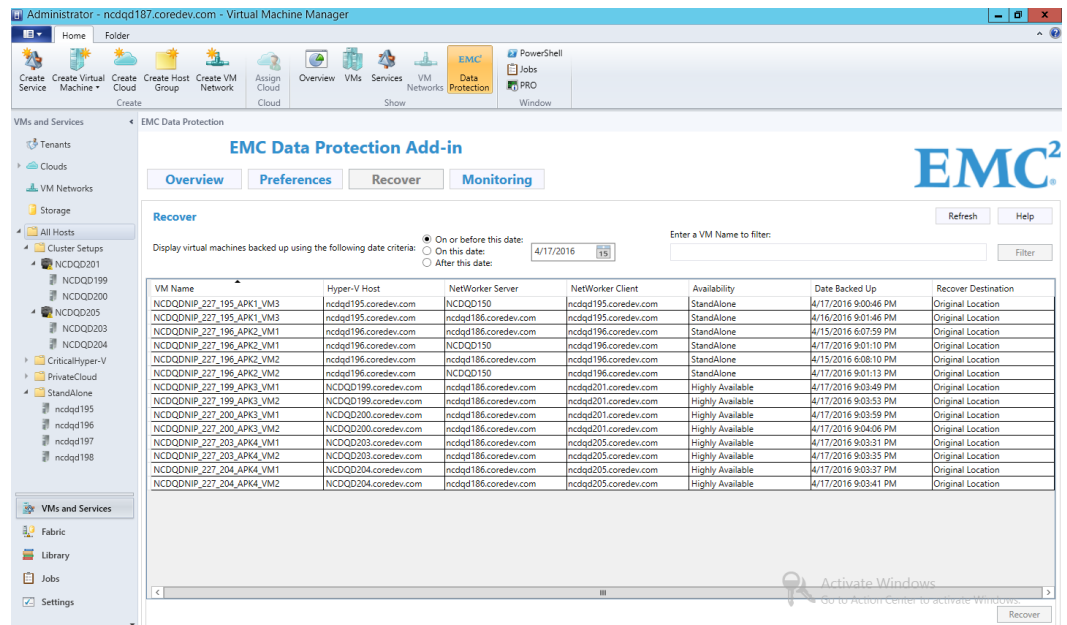 Administrator - ncdqd187.coredev.com - Virtual Machine Manager
Home Folder
Create Service
Create Virtual Machine
Create Cloud
Create Host Group
Create VM Network
Assign Cloud
Overview
VMs
Services
VM Networks
EMC²
Data Protection
PowerShell
Jobs
PRO
Create Cloud Show Window
VMs and Services
EMC Data Protection
Tenants
Clouds
VM Networks
Storage
All Hosts
Cluster Setups
NCDQD201
NCDQD199
NCDQD200
NCDQD205
NCDQD203
NCDQD204
CriticalHyper-V
PrivateCloud
StandAlone
ncdqd195
ncdqd196
ncdqd197
ncdqd198
VMs and Services
Fabric
Library
Jobs
Settings
EMC Data Protection Add-in
EMC²
Overview Preferences Recover Monitoring
Recover
Refresh Help
Display virtual machines backed up using the following date criteria:
On or before this date:
On this date:
After this date:
4/17/2016 15
Enter a VM Name to filter:
Filter
VM Name Hyper-V Host NetWorker Server NetWorker Client Availability Date Backed Up Recover Destination
NCDQDNIP_227_195_APK1_VM3 ncdqd195.coredev.com NCDQD150 ncdqd195.coredev.com StandAlone 4/17/2016 9:00:46 PM Original Location
NCDQDNIP_227_195_APK1_VM3 ncdqd195.coredev.com ncdqd186.coredev.com ncdqd195.coredev.com StandAlone 4/16/2016 9:01:46 PM Original Location
NCDQDNIP_227_196_APK2_VM1 ncdqd196.coredev.com ncdqd186.coredev.com ncdqd196.coredev.com StandAlone 4/15/2016 6:07:59 PM Original Location
NCDQDNIP_227_196_APK2_VM1 ncdqd196.coredev.com NCDQD150 ncdqd196.coredev.com StandAlone 4/17/2016 9:01:10 PM Original Location
NCDQDNIP_227_196_APK2_VM2 ncdqd196.coredev.com ncdqd186.coredev.com ncdqd196.coredev.com StandAlone 4/15/2016 6:08:10 PM Original Location
NCDQDNIP_227_196_APK2_VM2 ncdqd196.coredev.com NCDQD150 ncdqd196.coredev.com StandAlone 4/17/2016 9:01:13 PM Original Location
NCDQDNIP_227_199_APK3_VM1 NCDQD199.coredev.com ncdqd186.coredev.com ncdqd201.coredev.com Highly Available 4/17/2016 9:03:49 PM Original Location
NCDQDNIP_227_199_APK3_VM2 NCDQD199.coredev.com ncdqd186.coredev.com ncdqd201.coredev.com Highly Available 4/17/2016 9:03:53 PM Original Location
NCDQDNIP_227_200_APK3_VM1 NCDQD200.coredev.com ncdqd186.coredev.com ncdqd201.coredev.com Highly Available 4/17/2016 9:03:59 PM Original Location
NCDQDNIP_227_200_APK3_VM2 NCDQD200.coredev.com ncdqd186.coredev.com ncdqd201.coredev.com Highly Available 4/17/2016 9:04:06 PM Original Location
NCDQDNIP_227_203_APK4_VM1 NCDQD203.coredev.com ncdqd186.coredev.com ncdqd205.coredev.com Highly Available 4/17/2016 9:03:31 PM Original Location
NCDQDNIP_227_203_APK4_VM2 NCDQD203.coredev.com ncdqd186.coredev.com ncdqd205.coredev.com Highly Available 4/17/2016 9:03:35 PM Original Location
NCDQDNIP_227_204_APK4_VM1 NCDQD204.coredev.com ncdqd186.coredev.com ncdqd205.coredev.com Highly Available 4/17/2016 9:03:37 PM Original Location
NCDQDNIP_227_204_APK4_VM2 NCDQD204.coredev.com ncdqd186.coredev.com ncdqd205.coredev.com Highly Available 4/17/2016 9:03:41 PM Original Location
Activate Windows
Go to Action Center to activate Windows.
Recover